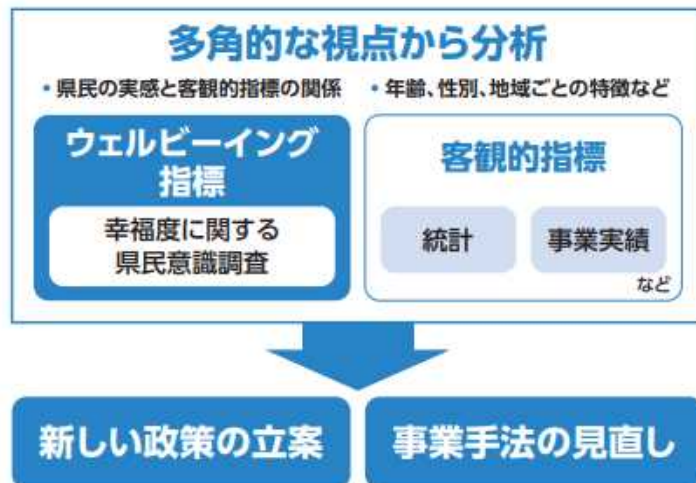 多角的な視点から分析
・県民の実感と客観的指標の関係
・年齢、性別、地域ごとの特徴など
ウェルビーイング
指標
幸福度に関する
県民意識調査
客観的指標
統計
事業実績
など
新しい政策の立案
事業手法の見直し